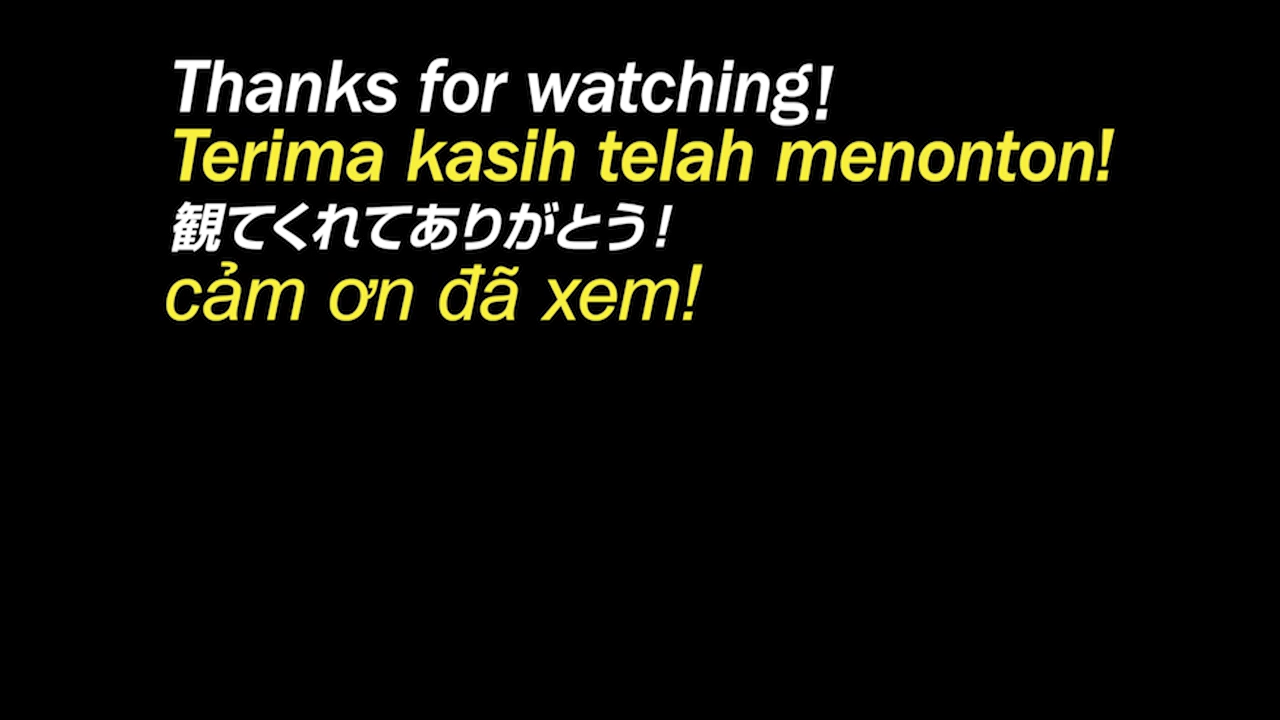 Thanks for watching!
Terima kasih telah menonton!
観てくれてありがとう！
cảm ơn đã xem!